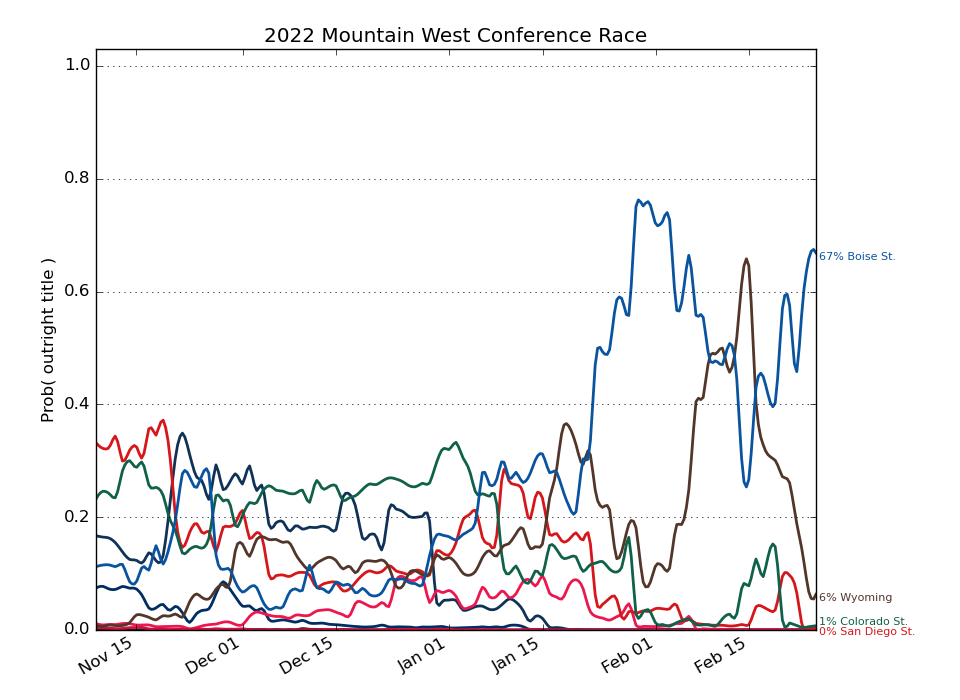 2022 Mountain West Conference Race
Prob( outright title )
1.0
0.8
0.6
0.4
0.2
0.0
Nov 15
Dec 01
Dec 15
Jan 01
Jan 15
Feb 01
Feb 15
67% Boise St.
6% Wyoming
1% Colorado St.
0% San Diego St.